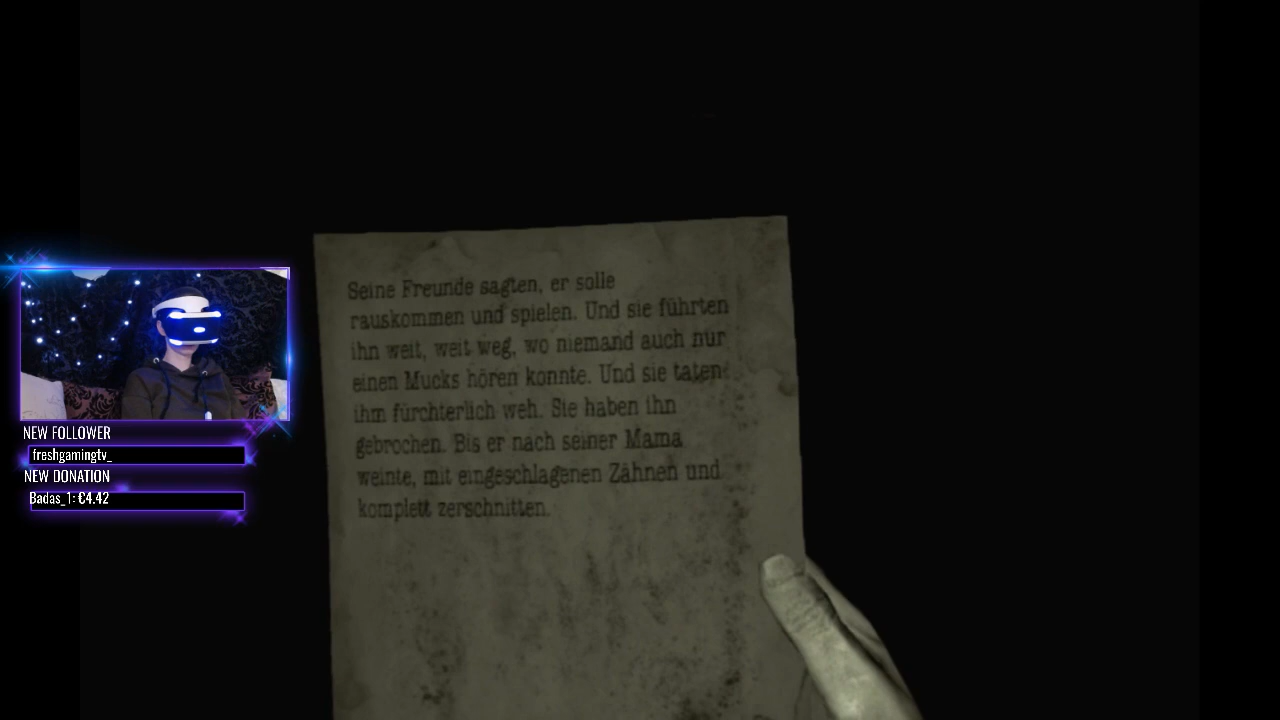 Seine Freunde sagten, er solle
rauskommen und spielen. Und sie führten
ihn weit, weit weg, wo niemand auch nur
einen Mucks hören konnte. Und sie taten
ihm fürchterlich weh. Sie haben ihn
gebrochen. Bis er nach seiner Mama
weinte, mit eingeschlagenen Zähnen und
komplett zerschnitten.
NEW FOLLOWER
freshgamingtv_
NEW DONATION
Badas_1: €4.42